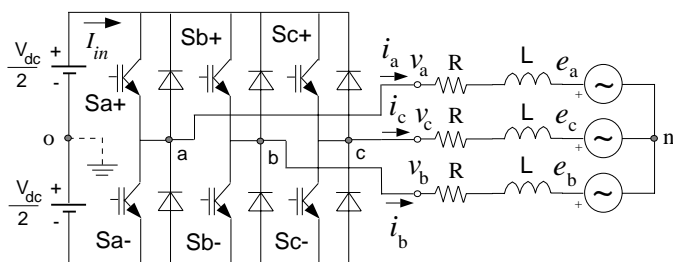 V_dc + I_in Sb+ Sc+ i_a v_a R L e_a
2 - Sa+ +
o a b c i_c v_c R L e_c n
+
V_dc + v_b R L e_b
2 - Sa- Sb- Sc- i_b +